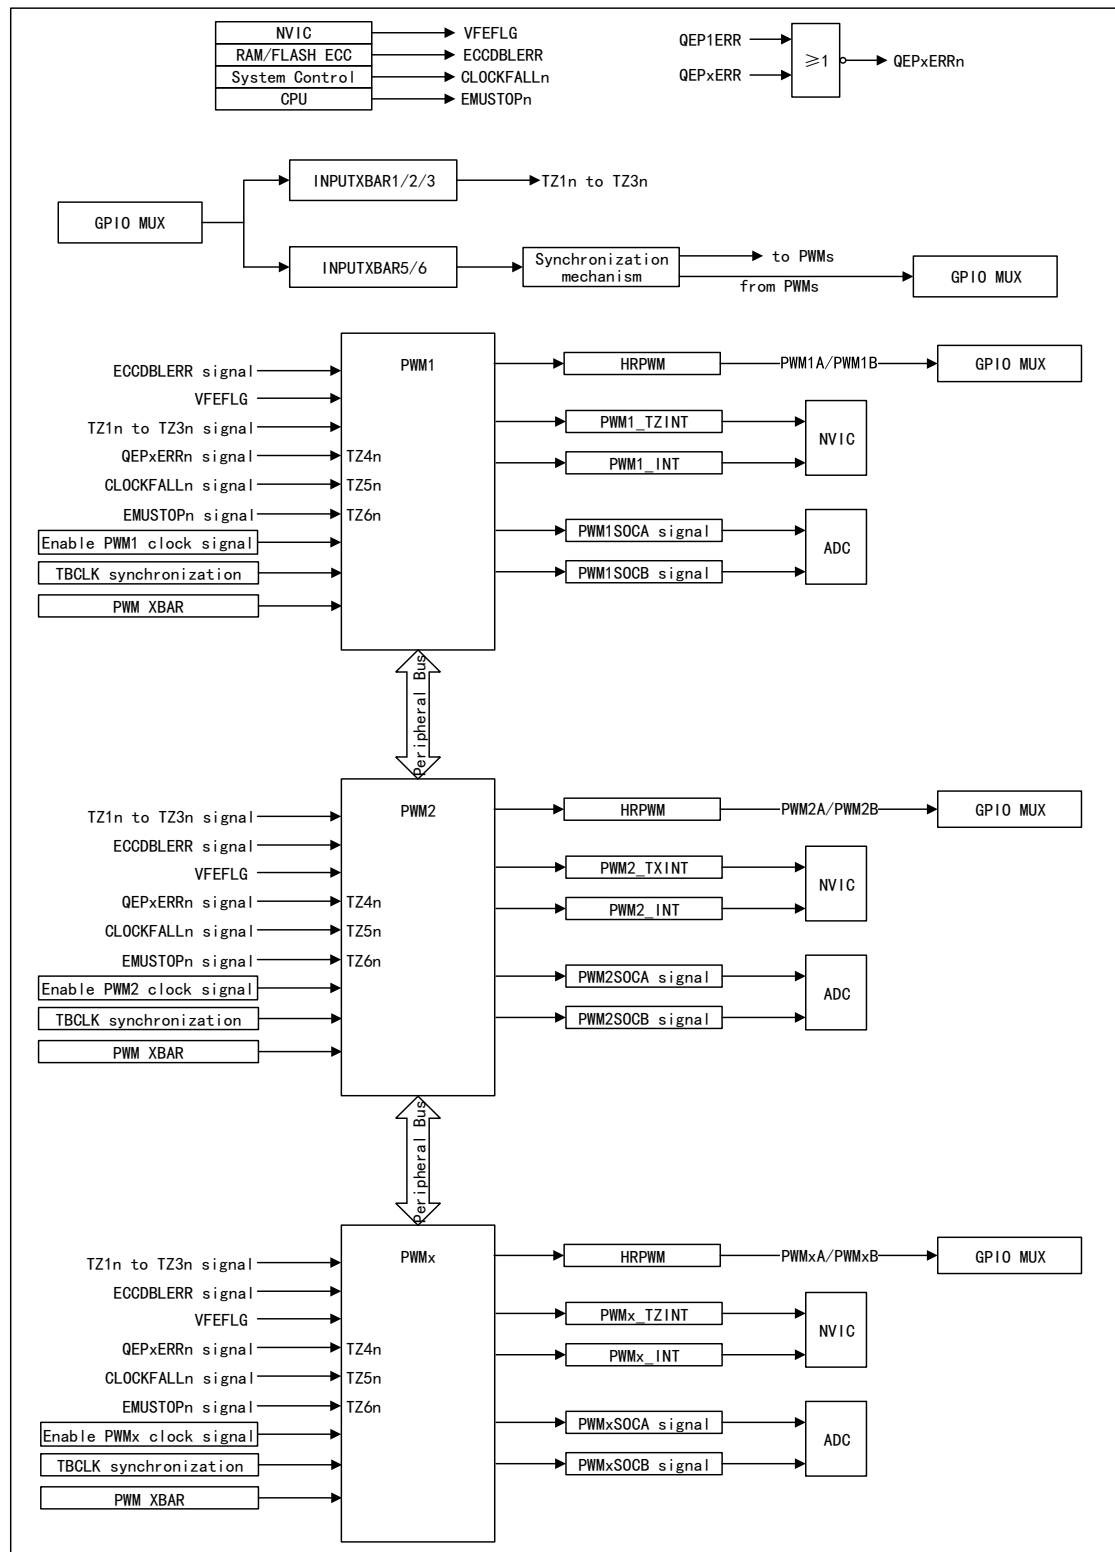 NVIC
VFEFLG
RAM/FLASH ECC
ECCDBLERR
System Control
CLOCKFALLn
CPU
EMUSTOPn
QEP1ERR
QEPxERR
≥1
QEPxERRn
GPIO MUX
INPUTXBAR1/2/3
TZ1n to TZ3n
INPUTXBAR5/6
Synchronization
mechanism
to PWMs
from PWMs
GPIO MUX
PWM1
ECCDBLERR signal
VFEFLG
TZ1n to TZ3n signal
QEPxERRn signal
TZ4n
CLOCKFALLn signal
TZ5n
EMUSTOPn signal
TZ6n
Enable PWM1 clock signal
TBCLK synchronization
PWM XBAR
HRPWM
PWM1A/PWM1B
GPIO MUX
PWM1_TZINT
PWM1_INT
NVIC
PWM1SOCA signal
PWM1SOCB signal
ADC
Peripheral Bus
PWM2
TZ1n to TZ3n signal
ECCDBLERR signal
VFEFLG
QEPxERRn signal
TZ4n
CLOCKFALLn signal
TZ5n
EMUSTOPn signal
TZ6n
Enable PWM2 clock signal
TBCLK synchronization
PWM XBAR
HRPWM
PWM2A/PWM2B
GPIO MUX
PWM2_TXINT
PWM2_INT
NVIC
PWM2SOCA signal
PWM2SOCB signal
ADC
Peripheral Bus
PWMx
TZ1n to TZ3n signal
ECCDBLERR signal
VFEFLG
QEPxERRn signal
TZ4n
CLOCKFALLn signal
TZ5n
EMUSTOPn signal
TZ6n
Enable PWMx clock signal
TBCLK synchronization
PWM XBAR
HRPWM
PWMxA/PWMxB
GPIO MUX
PWMx_TZINT
PWMx_INT
NVIC
PWMxSOCA signal
PWMxSOCB signal
ADC